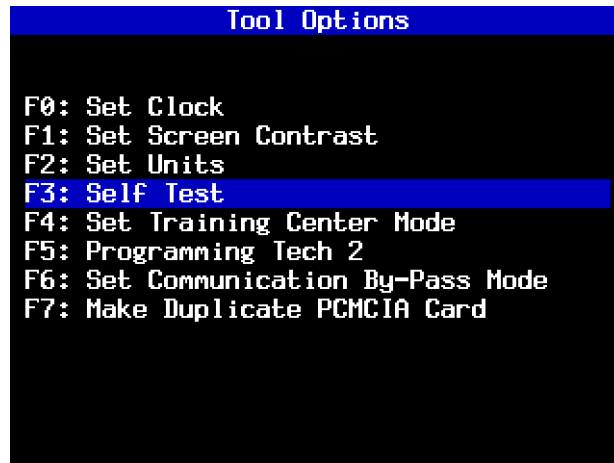 Tool Options
F0: Set Clock
F1: Set Screen Contrast
F2: Set Units
F3: Self Test
F4: Set Training Center Mode
F5: Programming Tech 2
F6: Set Communication By-Pass Mode
F7: Make Duplicate PCMCIA Card